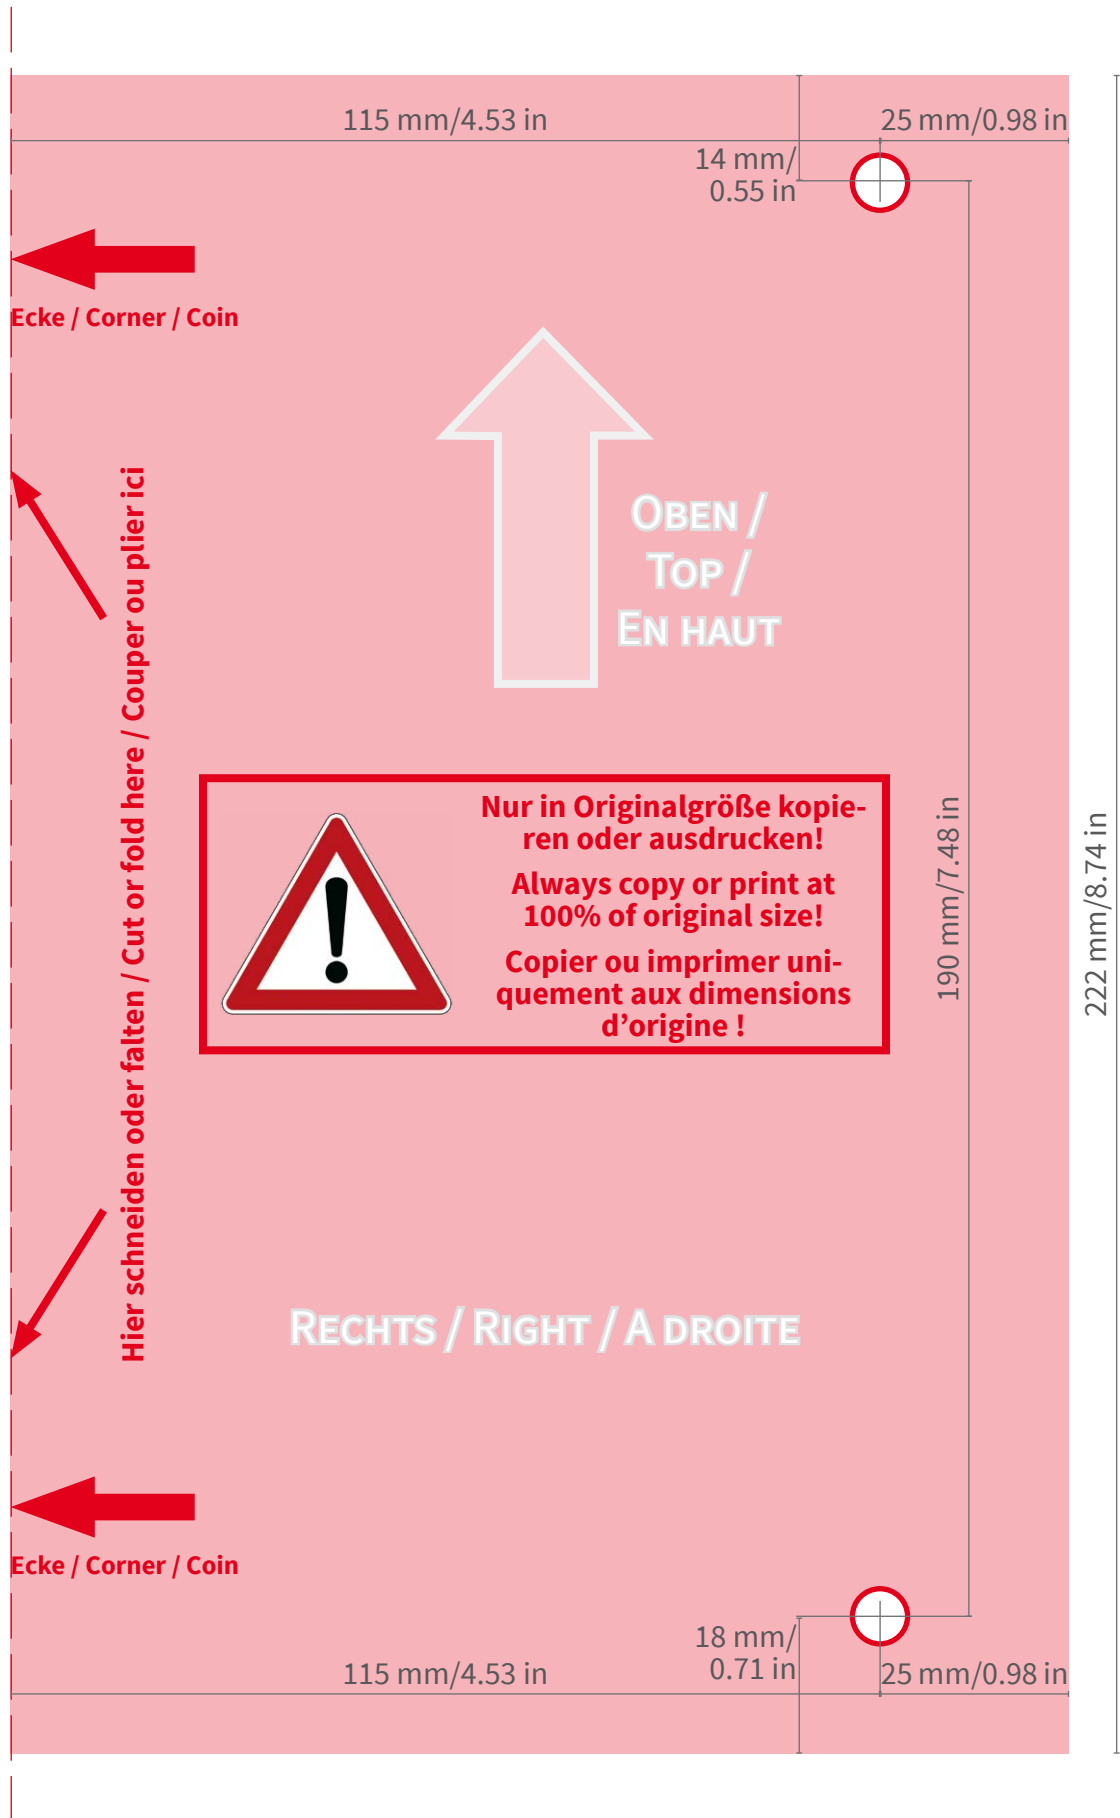 115 mm/4.53 in
25 mm/0.98 in
14 mm/
0.55 in
Ecke / Corner / Coin
Hier schneiden oder falten / Cut or fold here / Couper ou plier ici
OBEN /
TOP /
EN HAUT
Nur in Originalgröße kopie-
ren oder ausdrucken!
Always copy or print at
100% of original size!
Copier ou imprimer uni-
quement aux dimensions
d’origine !
190 mm/7.48 in
222 mm/8.74 in
RECHTS / RIGHT / A DROITE
Ecke / Corner / Coin
18 mm/
0.71 in
115 mm/4.53 in
25 mm/0.98 in